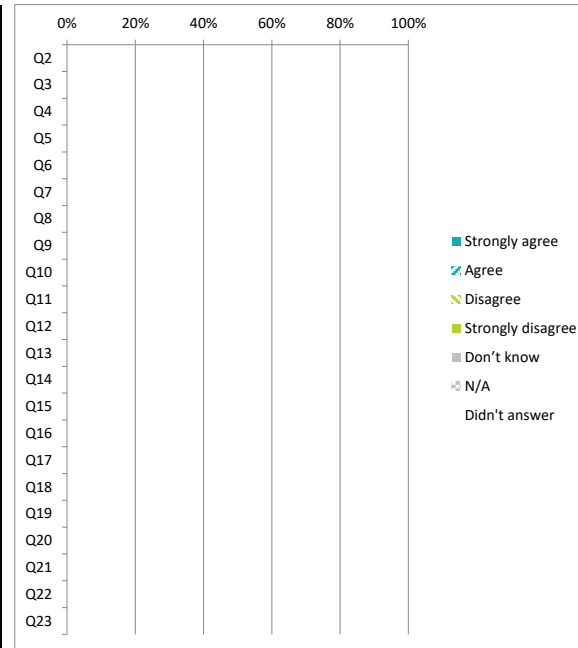 0% 20% 40% 60% 80% 100%
Q2
Q3
Q4
Q5
Q6
Q7
Q8
Q9
Q10
Q11
Q12
Q13
Q14
Q15
Q16
Q17
Q18
Q19
Q20
Q21
Q22
Q23
Strongly agree
Agree
Disagree
Strongly disagree
Don’t know
N/A
Didn't answer